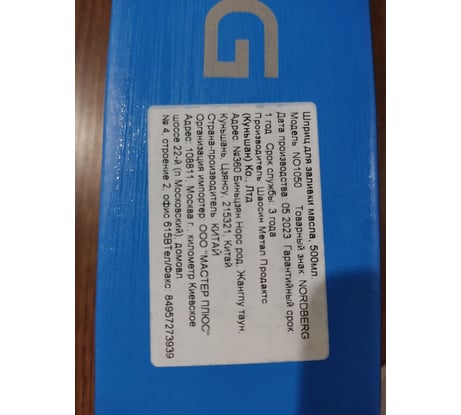 G
Шприц для заливки масла, 500мл.
Модель: NO1050 Товарный знак: NORDBERG
Дата производства: 05.2023 Гарантийный срок
1 год Срок службы: 3 года
Производитель: Шаосин Метал Продактс
(Куньшан) Ко., Лтд
Адрес: №360 Биньцзян Норс род, Жангпу таун,
Куньшань, Цзянсу, 215321, Китай
Страна-производитель: КИТАЙ
Организация импортер: ООО "МАСТЕР ПЛЮС"
Адрес: 108811, Москва г., километр Киевское
шоссе 22-й (п Московский), домовл.
№ 4, строение 2, офис 615В Тел/Факс: 84957273939